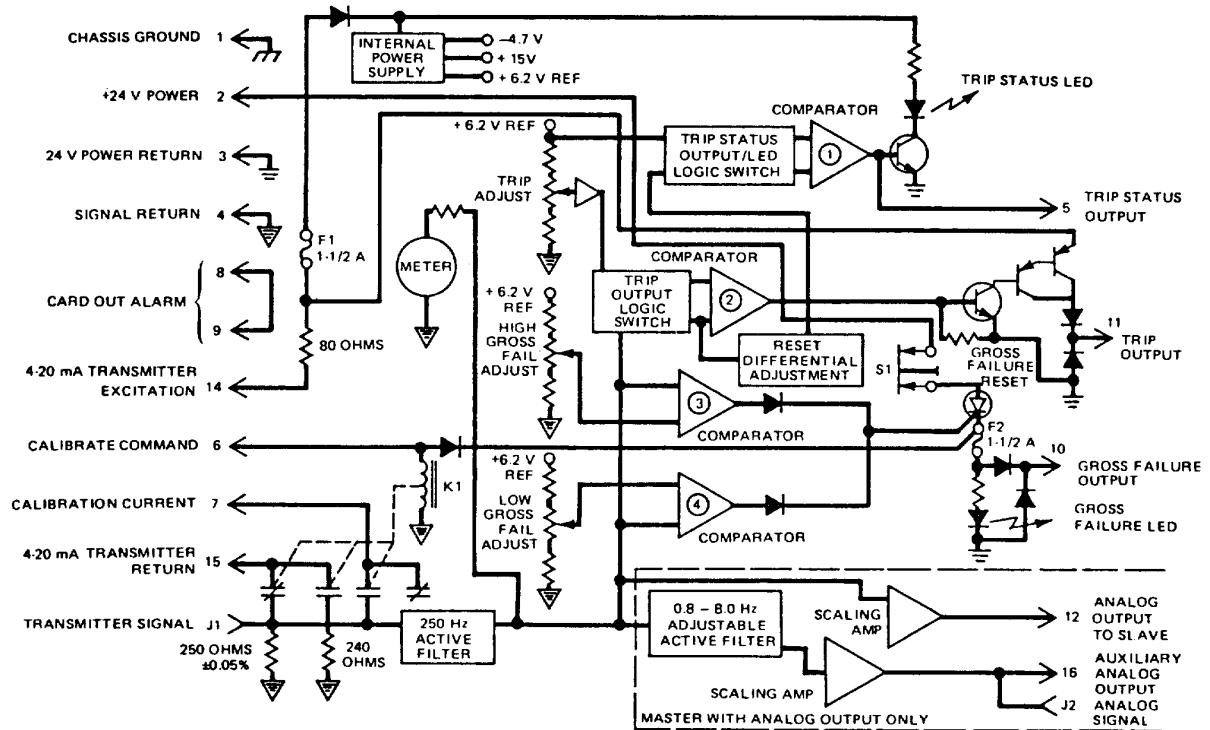 CHASSIS GROUND 1
+24 V POWER 2
24 V POWER RETURN 3
SIGNAL RETURN 4
CARD OUT ALARM
8
9
4-20 mA TRANSMITTER
EXCITATION 14
CALIBRATE COMMAND 6
CALIBRATION CURRENT 7
4-20 mA TRANSMITTER
RETURN 15
TRANSMITTER SIGNAL J1
250 OHMS
±0.05%
240
OHMS
250 Hz
ACTIVE
FILTER
F1
1-1/2 A
80 OHMS
K1
METER
INTERNAL
POWER
SUPPLY
-4.7 V
+ 15V
+ 6.2 V REF
+ 6.2 V REF
TRIP
ADJUST
+6.2 V
REF
HIGH
GROSS
FAIL
ADJUST
+6.2 V
REF
LOW
GROSS
FAIL
ADJUST
TRIP STATUS
OUTPUT/LED
LOGIC SWITCH
COMPARATOR
1
TRIP STATUS LED
5
TRIP STATUS
OUTPUT
TRIP
OUTPUT
LOGIC
SWITCH
COMPARATOR
2
RESET
DIFFERENTIAL
ADJUSTMENT
S1
GROSS
FAILURE
RESET
11
TRIP
OUTPUT
3
COMPARATOR
4
COMPARATOR
F2
1-1/2 A
10
GROSS FAILURE
OUTPUT
GROSS
FAILURE LED
0.8 – 8.0 Hz
ADJUSTABLE
ACTIVE FILTER
SCALING
AMP
12
ANALOG
OUTPUT
TO SLAVE
SCALING AMP
16
AUXILIARY
ANALOG
OUTPUT
J2
ANALOG
SIGNAL
MASTER WITH ANALOG OUTPUT ONLY